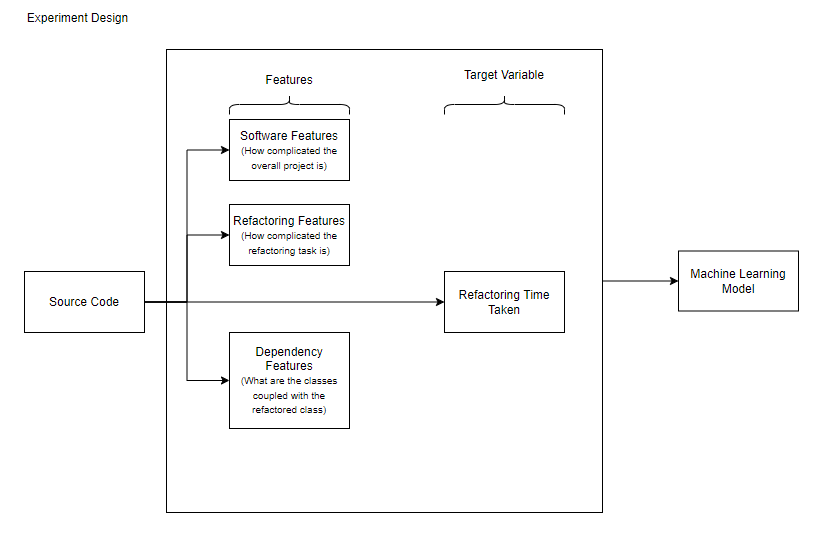 Experiment Design
Features
Target Variable
Software Features
(How complicated the
overall project is)
Refactoring Features
(How complicated the
refactoring task is)
Source Code
Refactoring Time
Taken
Machine Learning
Model
Dependency
Features
(What are the classes
coupled with the
refactored class)